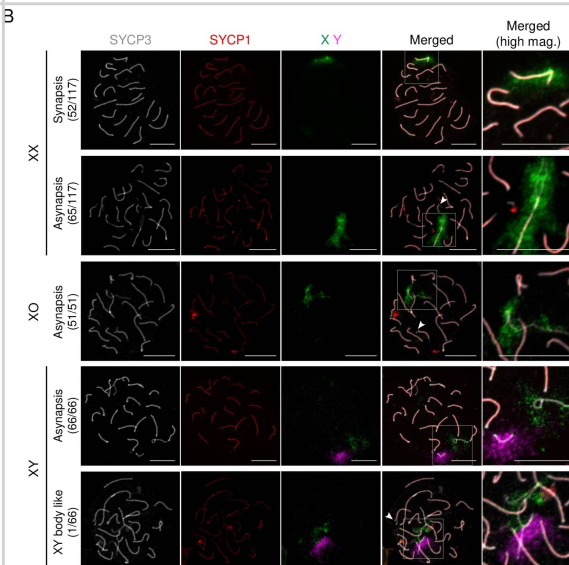 B
SYCP3 SYCP1 X Y Merged Merged
(high mag.)
XX
Synapsis
(52/117)
Asynapsis
(65/117)
XO
Asynapsis
(51/51)
XY
Asynapsis
(66/66)
XY body like
(1/66)